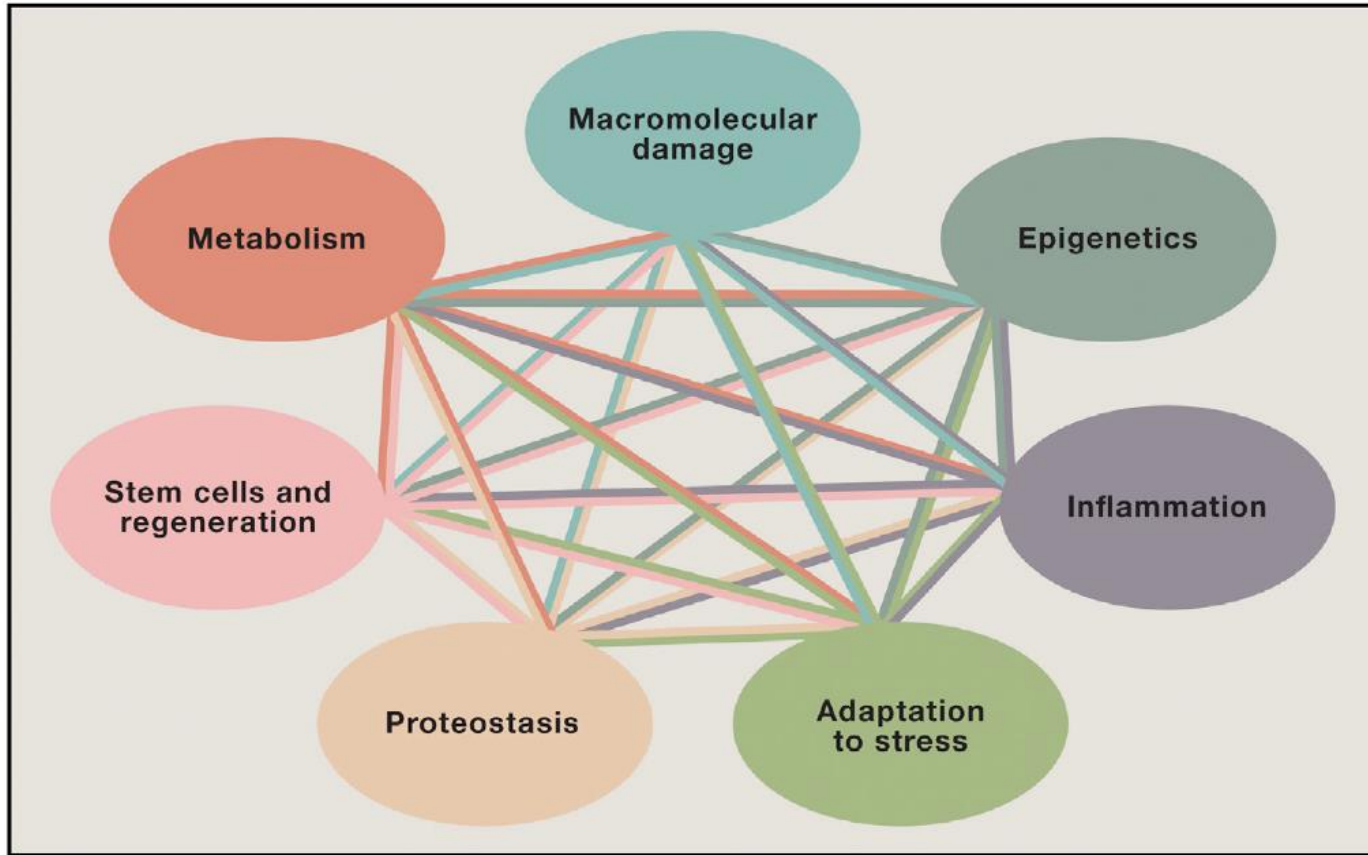 Macromolecular
damage
Metabolism
Epigenetics
Stem cells and
regeneration
Inflammation
Proteostasis
Adaptation
to stress